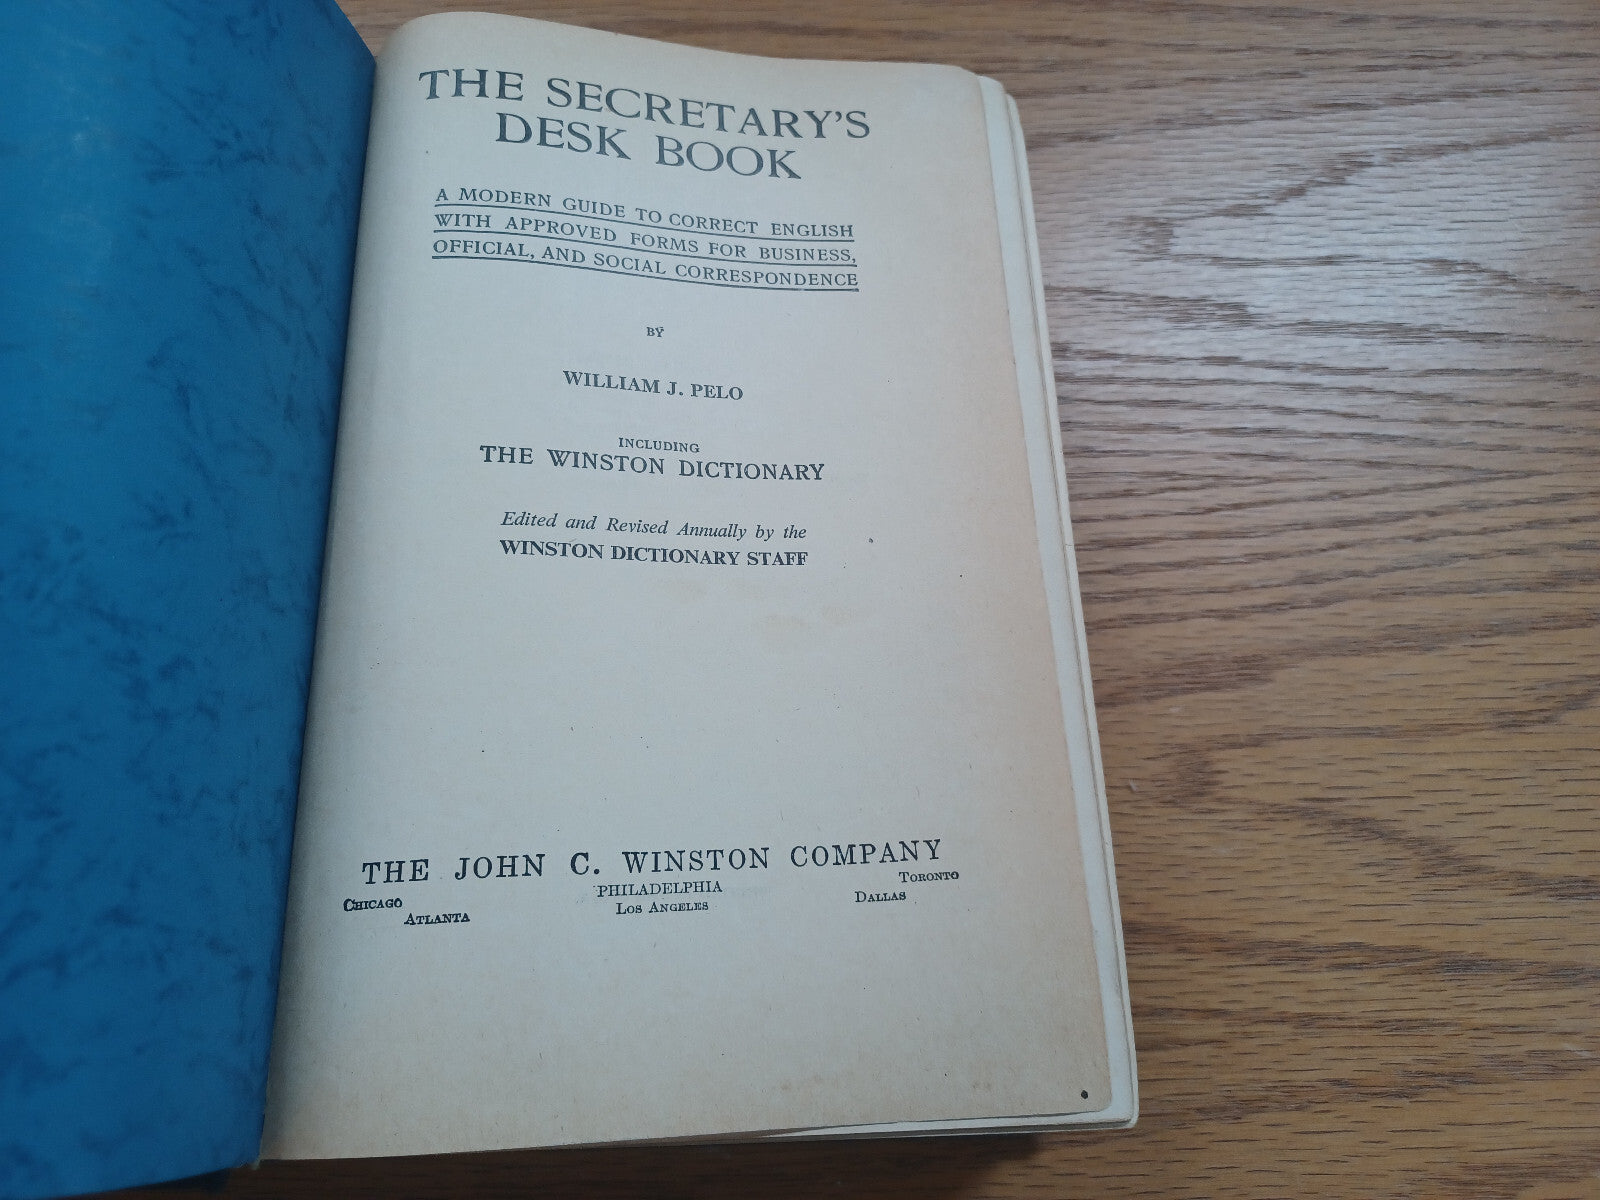 THE SECRETARY'S
DESK BOOK
A MODERN GUIDE TO CORRECT ENGLISH
WITH APPROVED FORMS FOR BUSINESS,
OFFICIAL, AND SOCIAL CORRESPONDENCE
BY
WILLIAM J. PELO
INCLUDING
THE WINSTON DICTIONARY
Edited and Revised Annually by the
WINSTON DICTIONARY STAFF
THE JOHN C. WINSTON COMPANY
CHICAGO PHILADELPHIA TORONTO
ATLANTA LOS ANGELES DALLAS